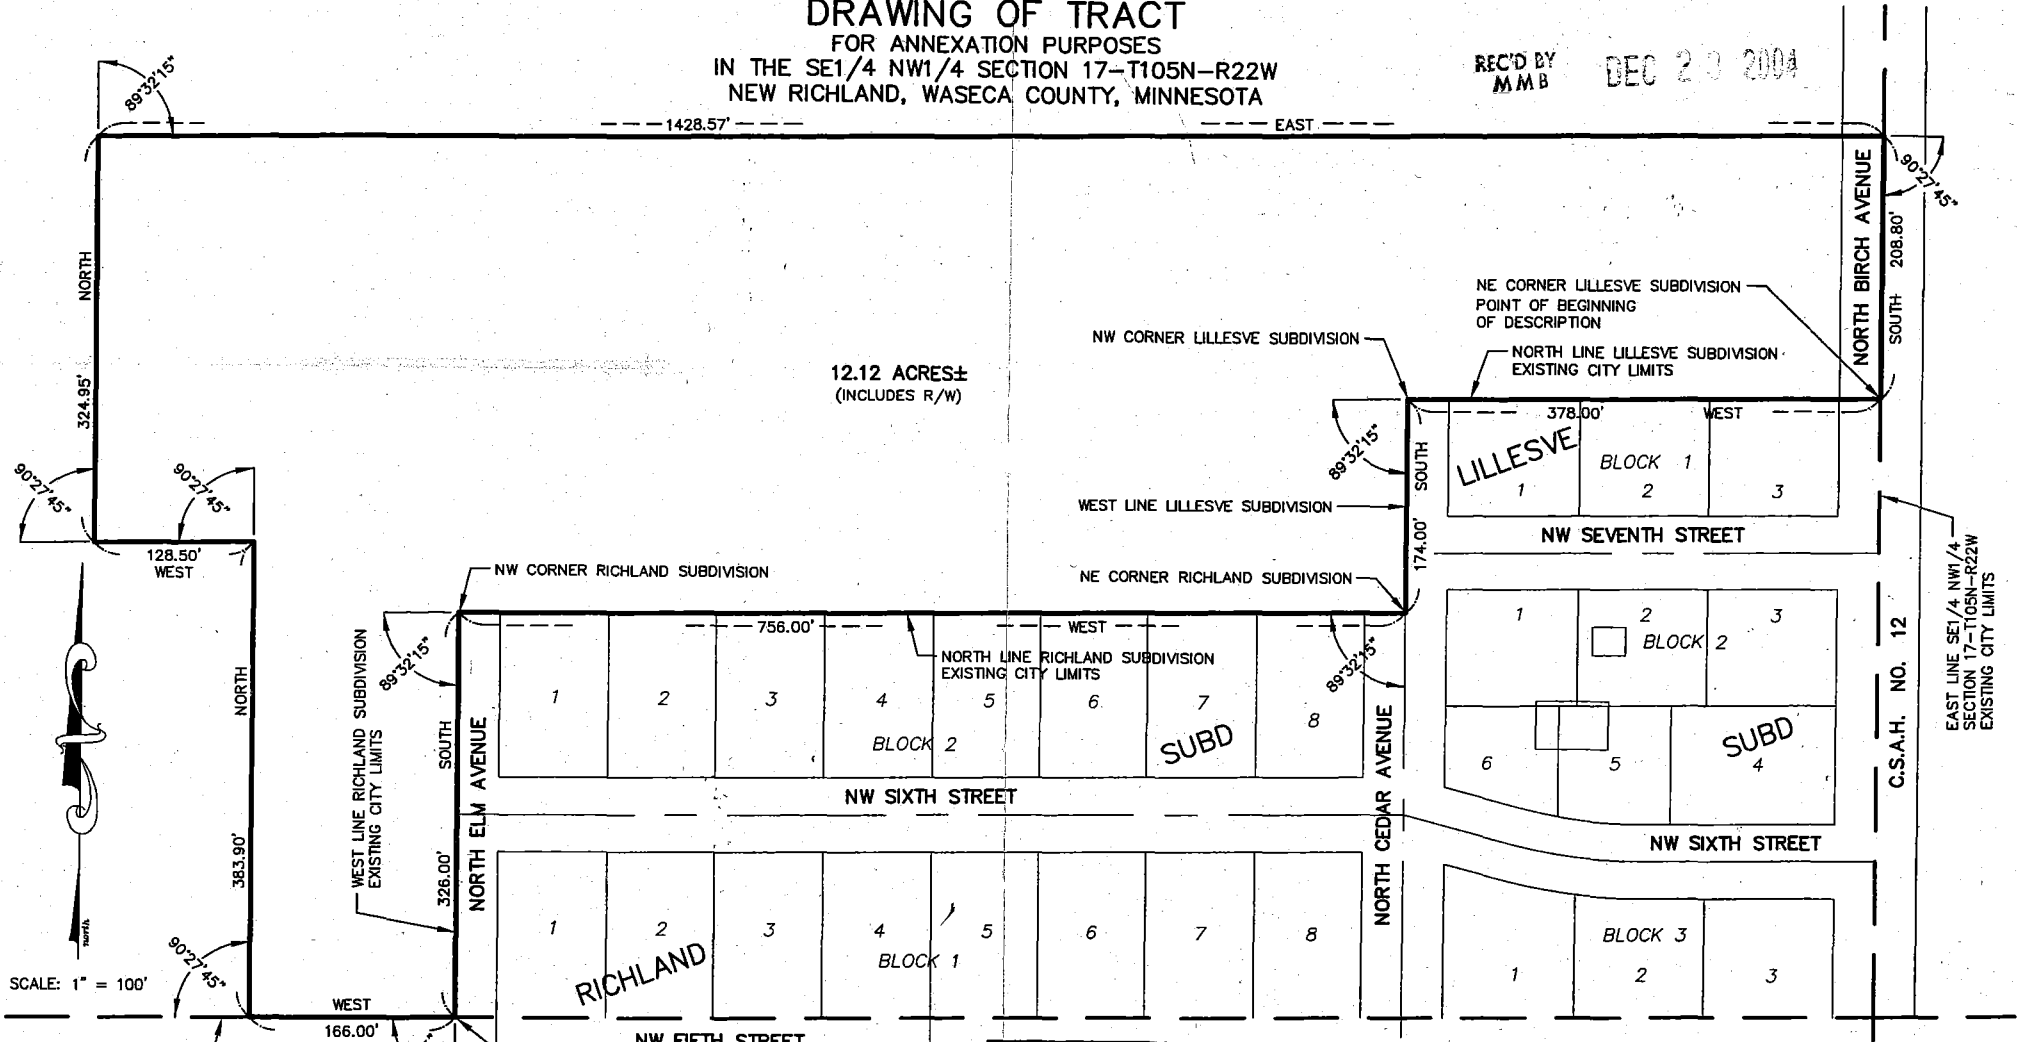 DRAWING OF TRACT
FOR ANNEXATION PURPOSES
IN THE SE1/4 NW1/4 SECTION 17-T105N-R22W
NEW RICHLAND, WASECA COUNTY, MINNESOTA
REC'D BY
MMB
DEC 2 2004
89°32'15"
1428.57'
EAST
90°27'45"
NORTH BIRCH AVENUE
208.80'
SOUTH
NORTH
324.95'
NE CORNER LILLESVE SUBDIVISION
POINT OF BEGINNING
OF DESCRIPTION
NW CORNER LILLESVE SUBDIVISION
NORTH LINE LILLESVE SUBDIVISION
EXISTING CITY LIMITS
12.12 ACRES±
(INCLUDES R/W)
378.00'
WEST
89°32'15"
SOUTH
174.00'
LILLESVE
BLOCK 1
1
2
3
WEST LINE LILLESVE SUBDIVISION
NW SEVENTH STREET
90°27'45"
90°27'45"
128.50'
WEST
NW CORNER RICHLAND SUBDIVISION
NE CORNER RICHLAND SUBDIVISION
EAST LINE SE1/4 NW1/4
SECTION 17-T105N-R22W
EXISTING CITY LIMITS
1
2
3
BLOCK 2
C.S.A.H. NO. 12
756.00'
WEST
89°32'15"
89°32'15"
NORTH LINE RICHLAND SUBDIVISION
EXISTING CITY LIMITS
WEST LINE RICHLAND SUBDIVISION
EXISTING CITY LIMITS
NORTH
383.90'
SOUTH
326.00'
NORTH ELM AVENUE
1
2
3
4
5
6
7
8
BLOCK 2
SUBD
NORTH CEDAR AVENUE
6
5
4
SUBD
NW SIXTH STREET
NW SIXTH STREET
1
2
3
4
5
6
7
8
RICHLAND
BLOCK 1
BLOCK 3
1
2
3
north
SCALE: 1" = 100'
90°27'45"
WEST
166.00'
NW FIFTH STREET